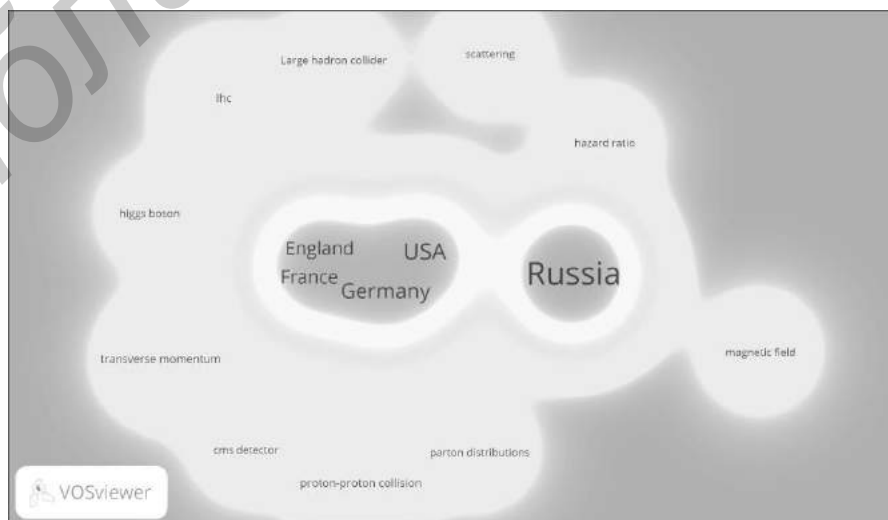 Large hadron collider
scattering
lhc
hazard ratio
higgs boson
England
USA
France
Germany
Russia
magnetic field
transverse momentum
cms detector
parton distributions
proton-proton collision
VOSviewer